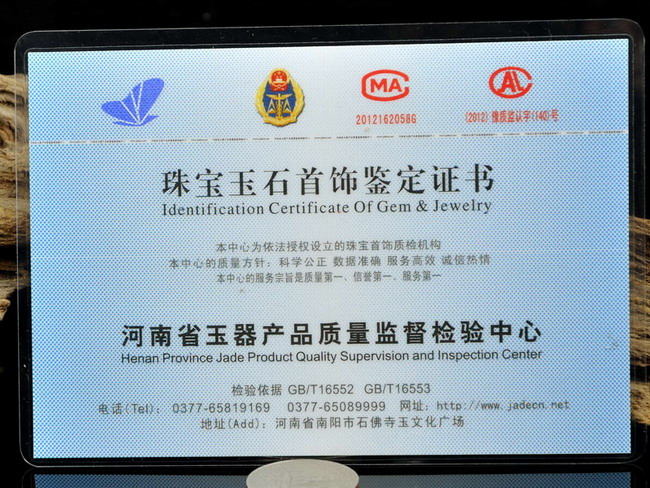 MA
2012162058G
CAL
(2012) 豫质监认字(140)号
珠宝玉石首饰鉴定证书
Identification Certificate Of Gem & Jewelry
本中心为依法授权设立的珠宝首饰质检机构
本中心的质量方针：科学公正 数据准确 服务高效 诚信热情
本中心的服务宗旨是质量第一、信誉第一、服务第一
河南省玉器产品质量监督检验中心
Henan Province Jade Product Quality Supervision and Inspection Center
检验依据 GB/T16552 GB/T16553
电话(Tel): 0377-65819169 0377-65089999 网址: http://www.jadecn.net
地址(Add): 河南省南阳市石佛寺玉文化广场